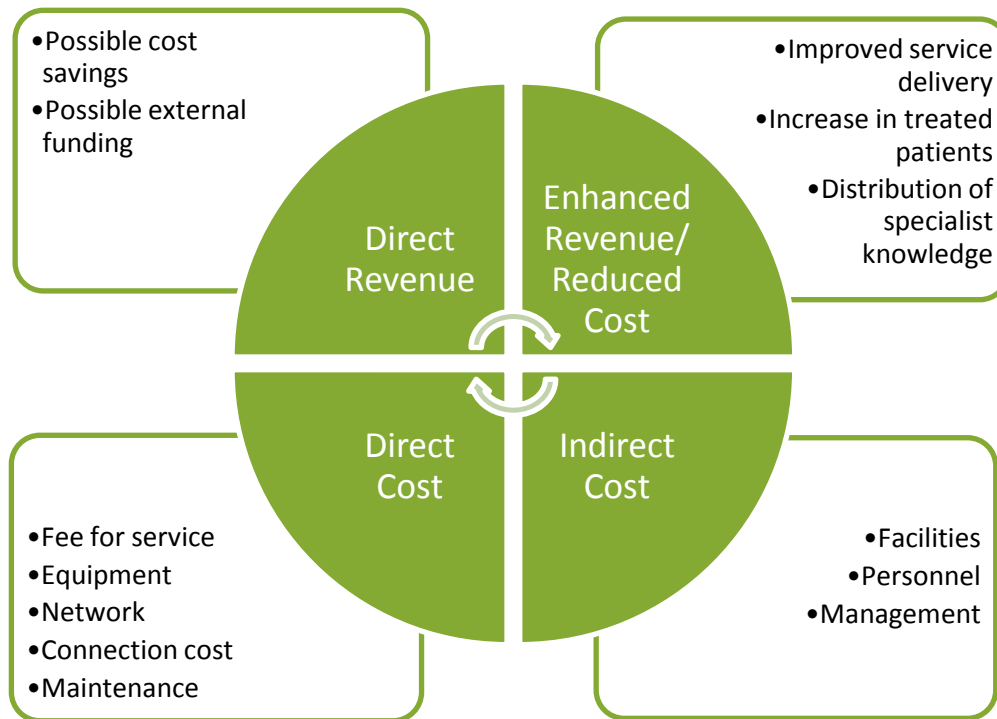 •Possible cost
savings
•Possible external
funding
•Improved service
delivery
•Increase in treated
patients
•Distribution of
specialist
knowledge
Direct
Revenue
Enhanced
Revenue/
Reduced
Cost
Direct
Cost
Indirect
Cost
•Fee for service
•Equipment
•Network
•Connection cost
•Maintenance
•Facilities
•Personnel
•Management